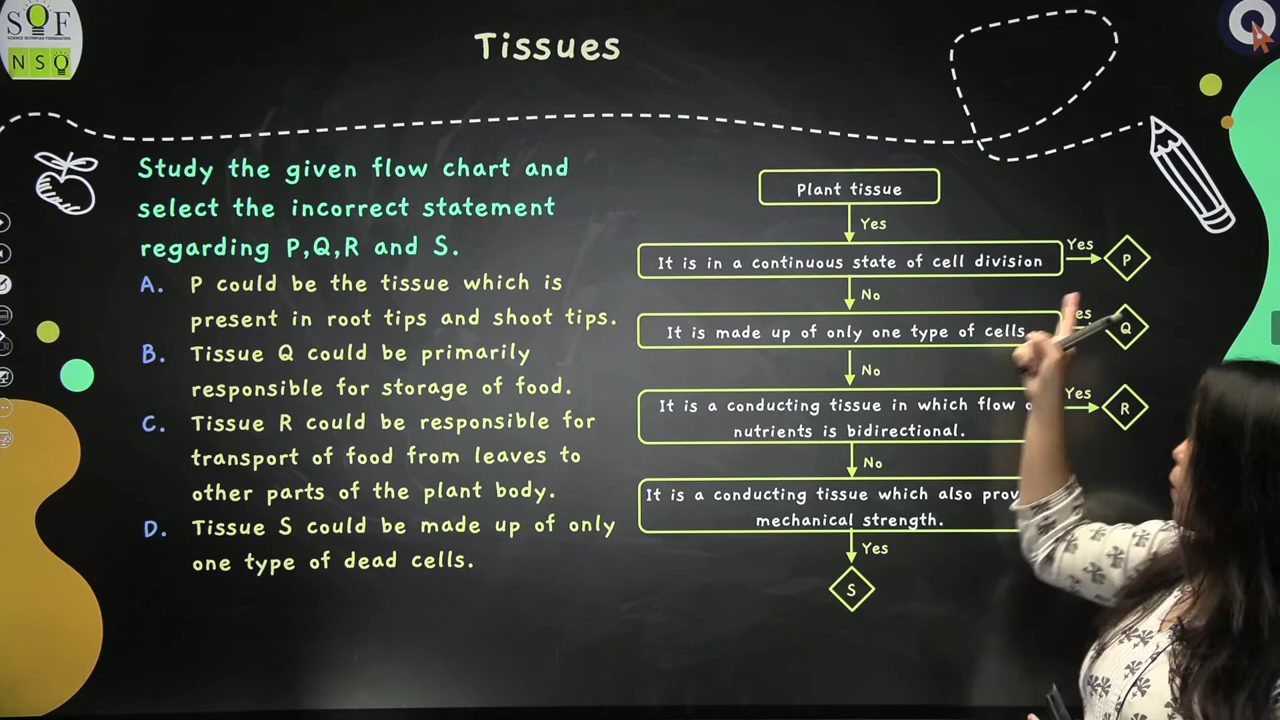 SOF
SCIENCE OLYMPIAD FOUNDATION
NSO
Tissues
Study the given flow chart and
select the incorrect statement
regarding P,Q,R and S.
A. P could be the tissue which is
present in root tips and shoot tips.
B. Tissue Q could be primarily
responsible for storage of food.
C. Tissue R could be responsible for
transport of food from leaves to
other parts of the plant body.
D. Tissue S could be made up of only
one type of dead cells.
Plant tissue
Yes
It is in a continuous state of cell division
Yes
P
No
It is made up of only one type of cells.
Q
No
It is a conducting tissue in which flow
nutrients is bidirectional.
Yes
R
No
It is a conducting tissue which also
mechanical strength.
Yes
S